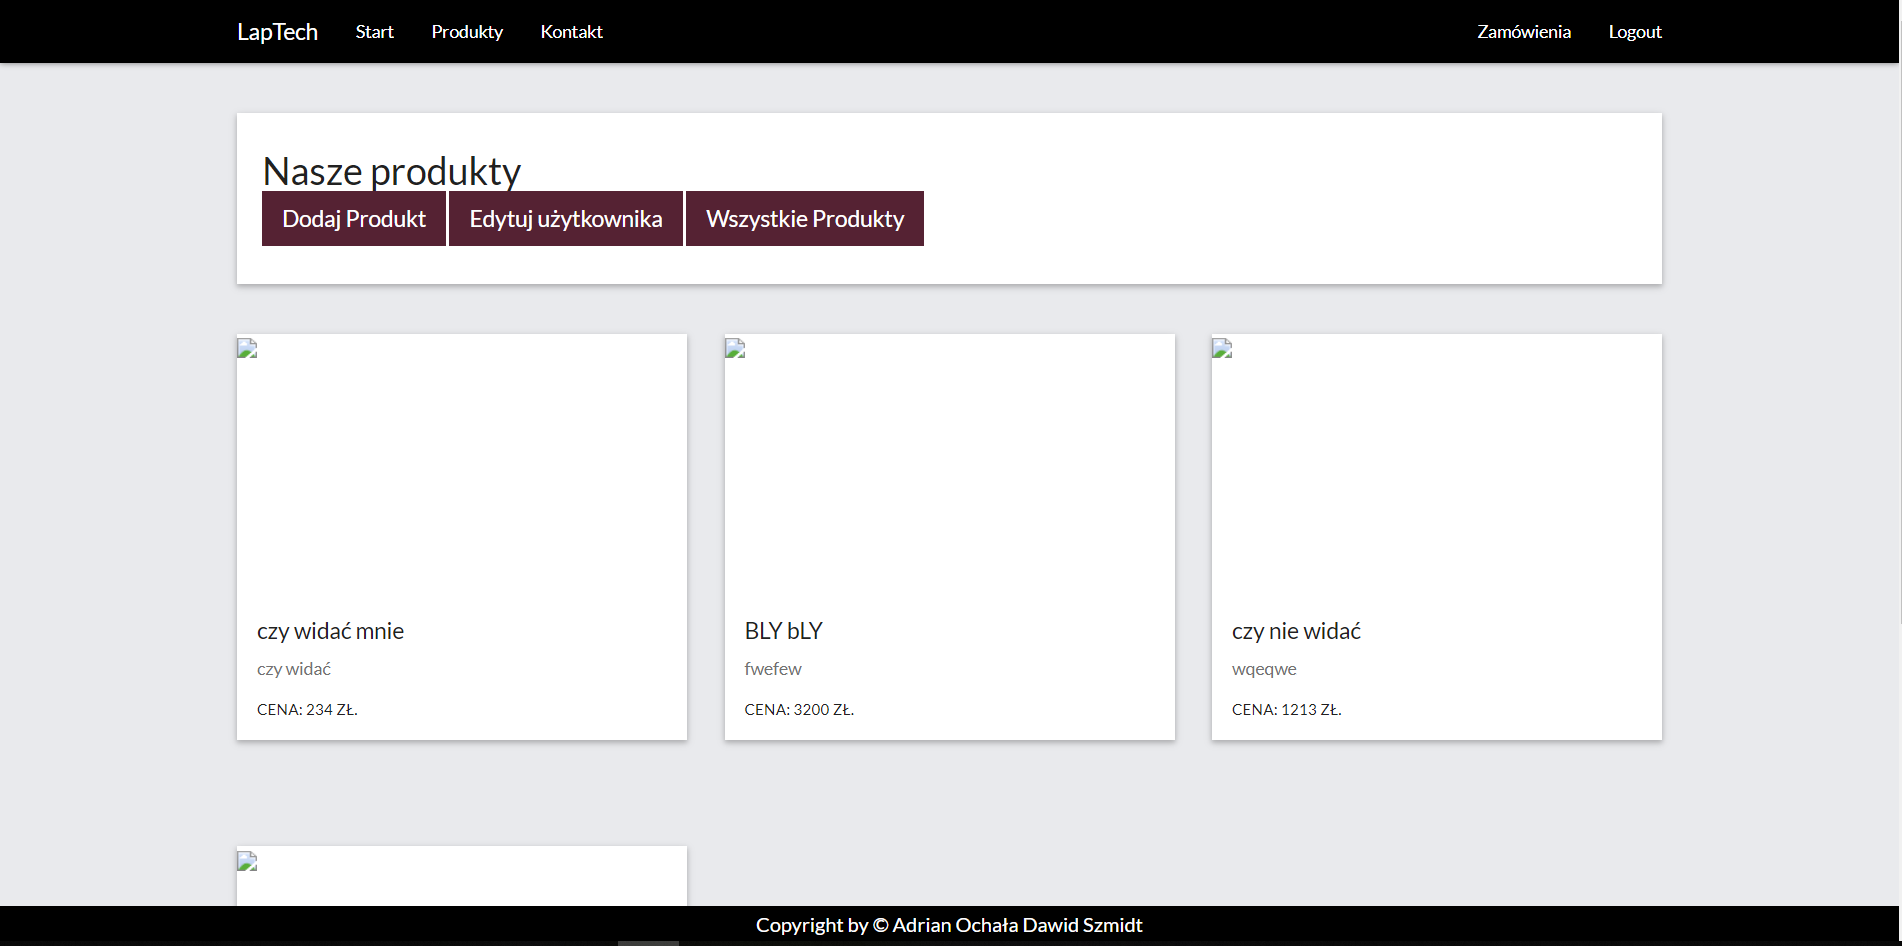 LapTech Start Produkty Kontakt Zamówienia Logout
Nasze produkty
Dodaj Produkt Edytuj użytkownika Wszystkie Produkty
czy widać mnie
czy widać
CENA: 234 ZŁ.
BLY bLY
fwefew
CENA: 3200 ZŁ.
czy nie widać
wqeqwe
CENA: 1213 ZŁ.
Copyright by © Adrian Ochała Dawid Szmidt